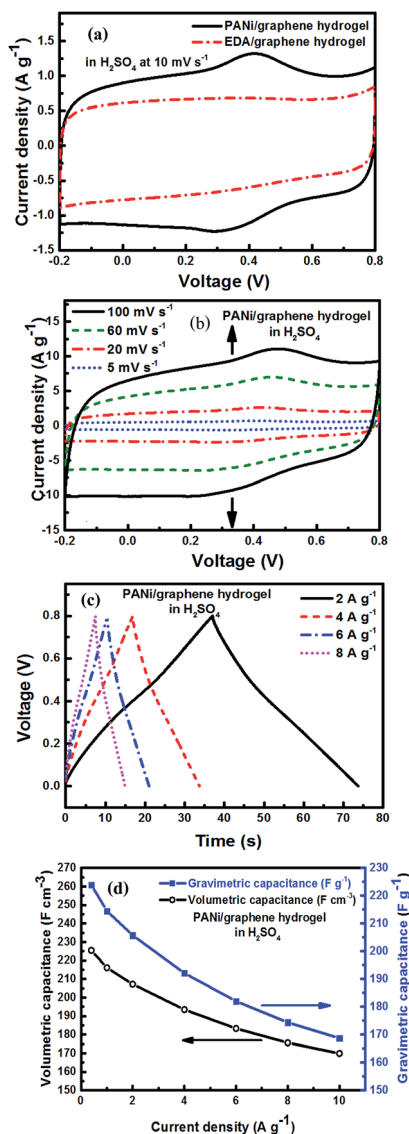 (a)
PANi/graphene hydrogel
EDA/graphene hydrogel
in H₂SO₄ at 10 mV s⁻¹
Current density (A g⁻¹)
1.5
1.0
0.5
0.0
-0.5
-1.0
-1.5
-0.2 0.0 0.2 0.4 0.6 0.8
Voltage (V)
(b)
100 mV s⁻¹
60 mV s⁻¹
20 mV s⁻¹
5 mV s⁻¹
PANi/graphene hydrogel
in H₂SO₄
Current density (A g⁻¹)
15
10
5
0
-5
-10
-15
-0.2 0.0 0.2 0.4 0.6 0.8
Voltage (V)
(c)
PANi/graphene hydrogel
in H₂SO₄
2 A g⁻¹
4 A g⁻¹
6 A g⁻¹
8 A g⁻¹
Voltage (V)
1.0
0.8
0.6
0.4
0.2
0.0
0 10 20 30 40 50 60 70 80
Time (s)
(d)
Gravimetric capacitance (F g⁻¹)
Volumetric capacitance (F cm⁻³)
PANi/graphene hydrogel
in H₂SO₄
Volumetric capacitance (F cm⁻³)
270
260
250
240
230
220
210
200
190
180
170
160
150
Gravimetric capacitance (F g⁻¹)
230
220
210
200
190
180
170
160
150
0 2 4 6 8 10
Current density (A g⁻¹)